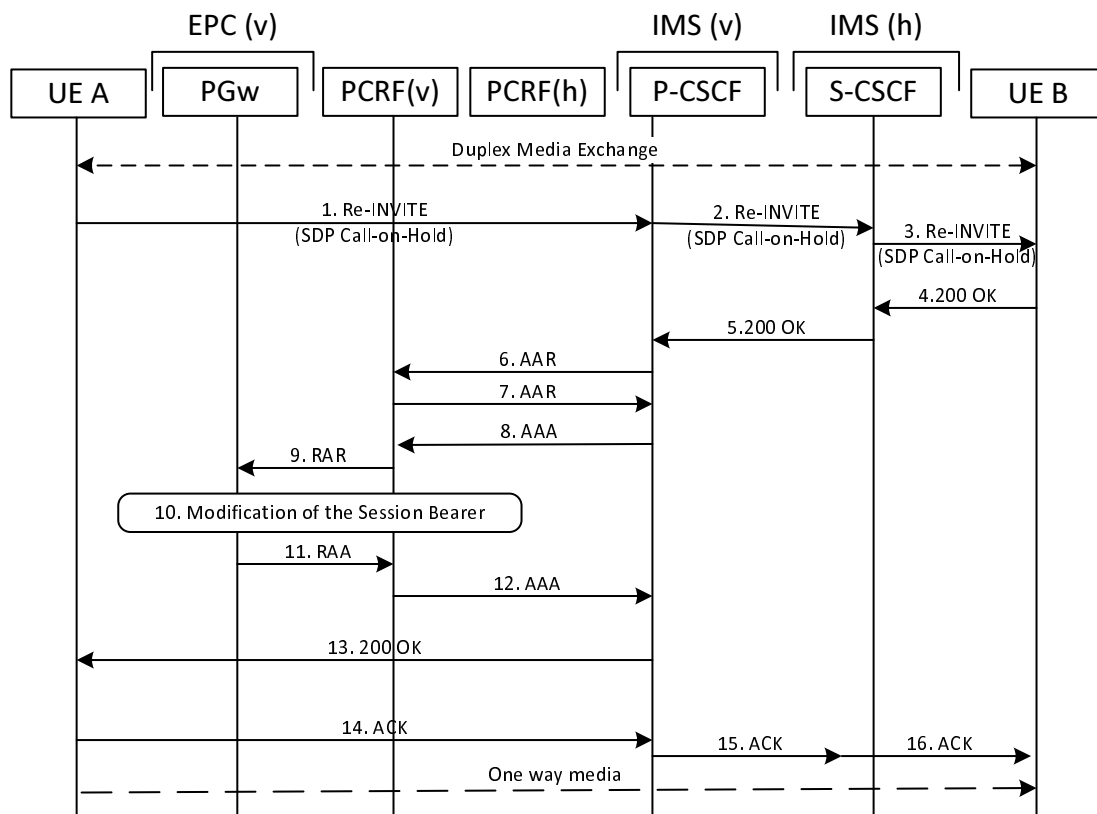 EPC (v)
IMS (v)
IMS (h)
UE A
PGw
PCRF(v)
PCRF(h)
P-CSCF
S-CSCF
UE B
Duplex Media Exchange
1. Re-INVITE
(SDP Call-on-Hold)
2. Re-INVITE
(SDP Call-on-Hold)
3. Re-INVITE
(SDP Call-on-Hold)
4.200 OK
5.200 OK
6. AAR
7. AAR
8. AAA
9. RAR
10. Modification of the Session Bearer
11. RAA
12. AAA
13. 200 OK
14. ACK
15. ACK
16. ACK
One way media